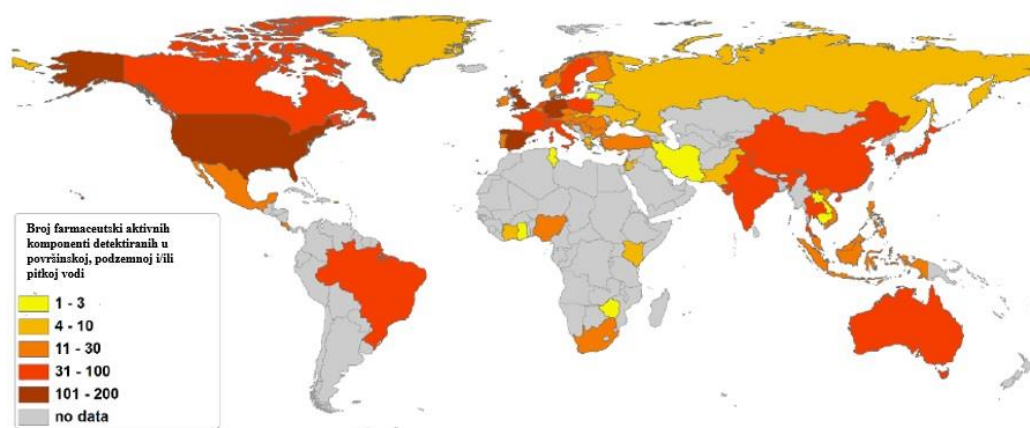 Broj farmaceutski aktivnih
komponenti detektiranih u
površinskoj, podzemnoj i/ili
pitkoj vodi
1 - 3
4 - 10
11 - 30
31 - 100
101 - 200
no data